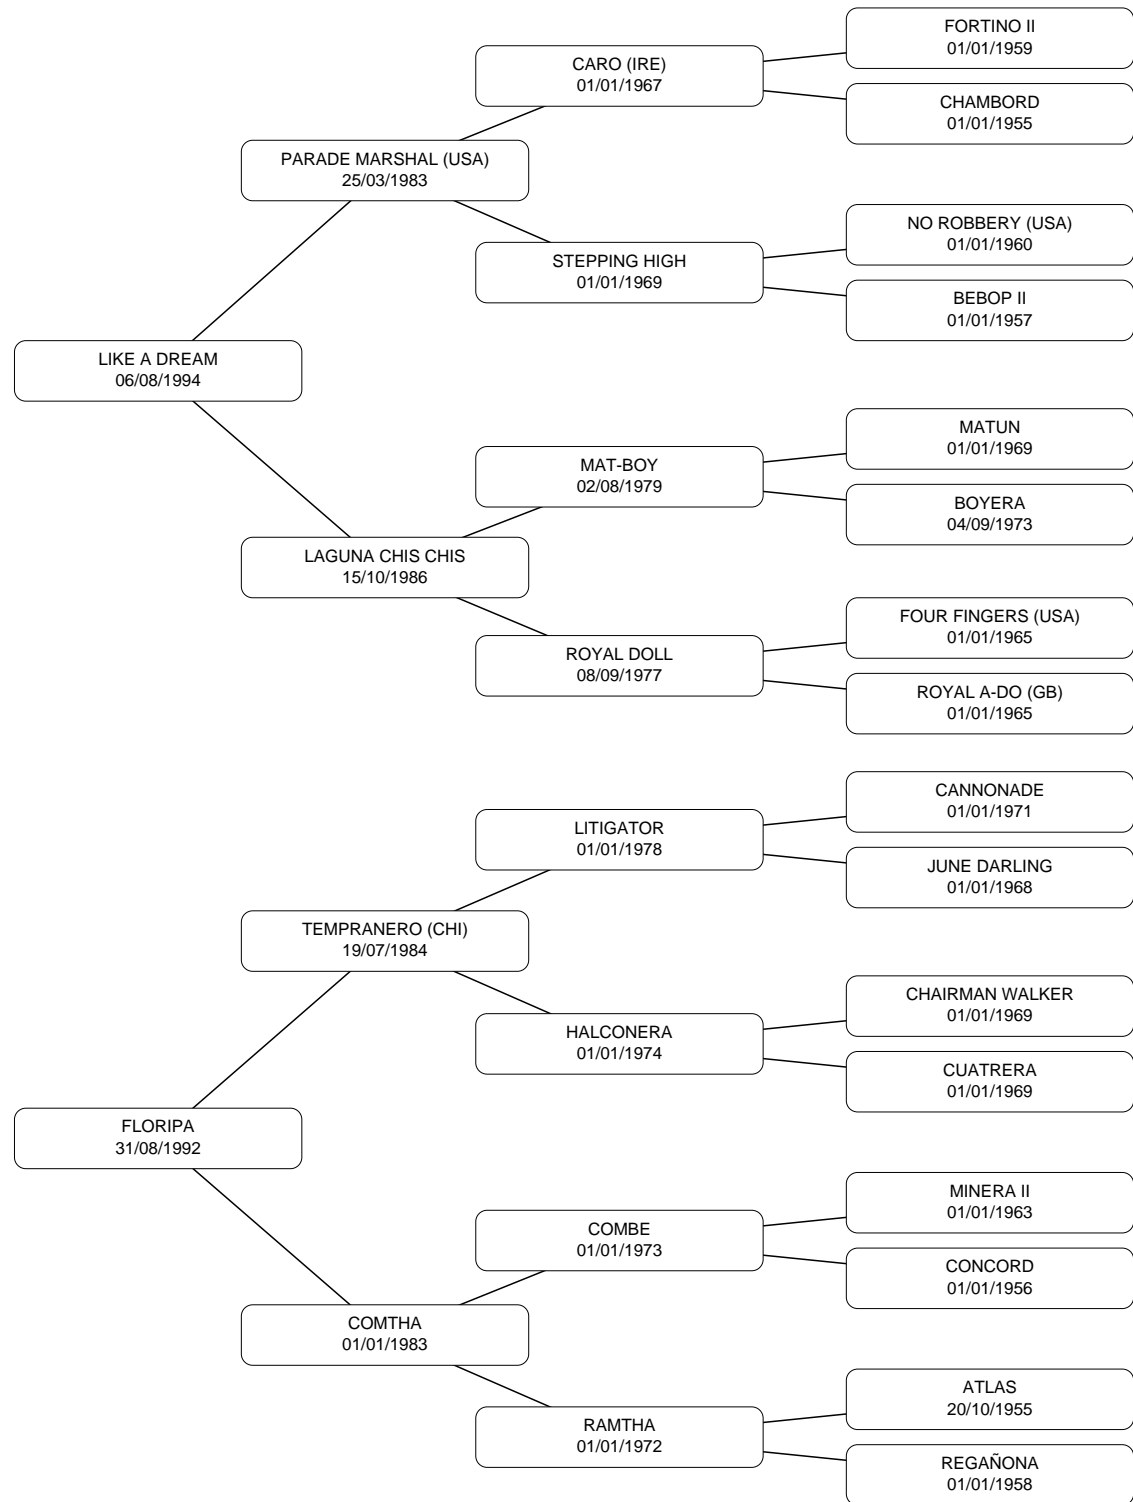 FORTINO II
01/01/1959
CARO (IRE)
01/01/1967
CHAMBORD
01/01/1955
PARADE MARSHAL (USA)
25/03/1983
NO ROBBERY (USA)
01/01/1960
STEPPING HIGH
01/01/1969
BEBOP II
01/01/1957
LIKE A DREAM
06/08/1994
MATUN
01/01/1969
MAT-BOY
02/08/1979
BOYERA
04/09/1973
LAGUNA CHIS CHIS
15/10/1986
FOUR FINGERS (USA)
01/01/1965
ROYAL DOLL
08/09/1977
ROYAL A-DO (GB)
01/01/1965
CANNONADE
01/01/1971
LITIGATOR
01/01/1978
JUNE DARLING
01/01/1968
TEMPRANERO (CHI)
19/07/1984
CHAIRMAN WALKER
01/01/1969
HALCONERA
01/01/1974
CUATRERA
01/01/1969
FLORIPA
31/08/1992
MINERA II
01/01/1963
COMBE
01/01/1973
CONCORD
01/01/1956
COMTHA
01/01/1983
ATLAS
20/10/1955
RAMTHA
01/01/1972
REGAÑONA
01/01/1958